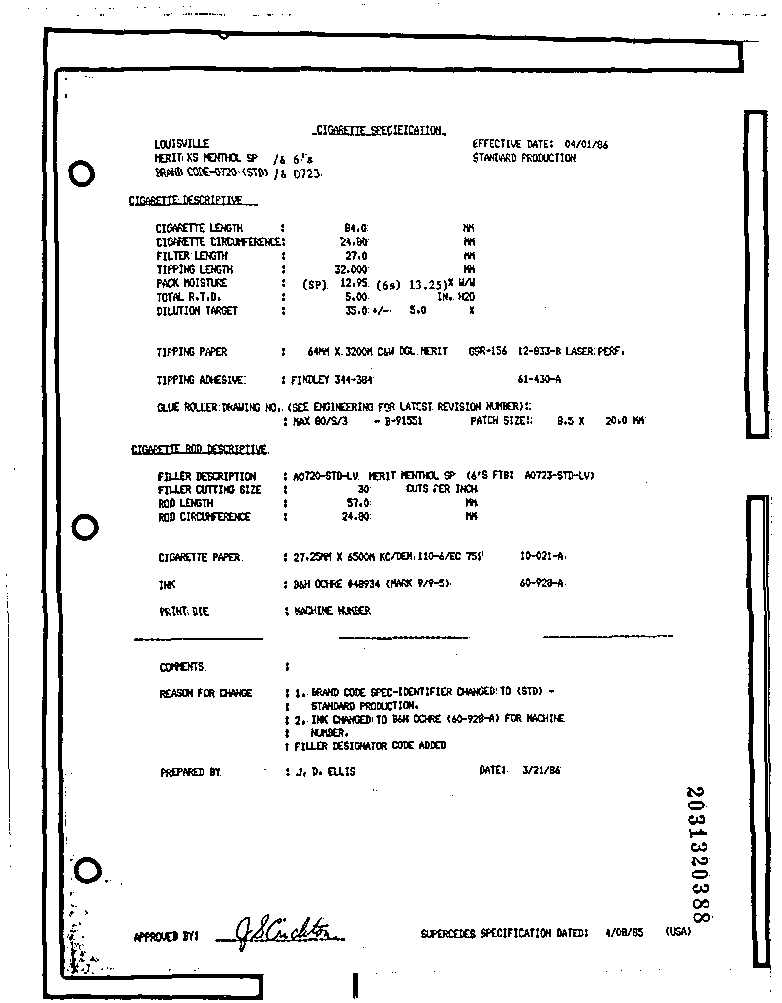 CIGARETTE SPECIFICATION
LOUISVILLE EFFECTIVE DATE: 04/01/86
MERIT KS MENTHOL SP /& 6's STANDARD PRODUCTION
BRAND CODE-0720-(STD) /& 0723
CIGARETTE DESCRIPTIVE
CIGARETTE LENGTH : 84.0 MM
CIGARETTE CIRCUMFERENCE: 24.80 MM
FILTER LENGTH : 27.0 MM
TIPPING LENGTH : 32.000 MM
PACK MOISTURE : (SP) 12.95 (6s) 13.25)% W/W
TOTAL R.T.D. : 5.00 IN. H2O
DILUTION TARGET : 35.0 +/- 5.0 %
TIPPING PAPER : 64MM X 3200M C&W DGL MERIT GSR-156 12-833-B LASER PERF.
TIPPING ADHESIVE : FINDLEY 344-384 61-430-A
GLUE ROLLER DRAWING NO. (SEE ENGINEERING FOR LATEST REVISION NUMBER):
: MAX 80/S/3 - B-91551 PATCH SIZE: 8.5 X 20.0 MM
CIGARETTE ROD DESCRIPTIVE
FILLER DESCRIPTION : A0720-STD-LV MERIT MENTHOL SP (6'S FTB: A0723-STD-LV)
FILLER CUTTING SIZE : 30 CUTS PER INCH
ROD LENGTH : 57.0 MM
ROD CIRCUMFERENCE : 24.80 MM
CIGARETTE PAPER : 27.25MM X 6500M KC/DEM.110-6/EC 751 10-021-A
INK : B&H OCHRE #48934 (MARK 9/9-5) 60-928-A
PRINT DIE : MACHINE NUMBER
COMMENTS :
REASON FOR CHANGE : 1. BRAND CODE SPEC-IDENTIFIER CHANGED TO (STD) -
: STANDARD PRODUCTION.
: 2. INK CHANGED TO B&H OCHRE (60-928-A) FOR MACHINE
: NUMBER.
: FILLER DESIGNATOR CODE ADDED
PREPARED BY : J. D. ELLIS DATE: 3/21/86
2031320388
APPROVED BY: J S Crichton SUPERCEDES SPECIFICATION DATED: 4/08/85 (USA)